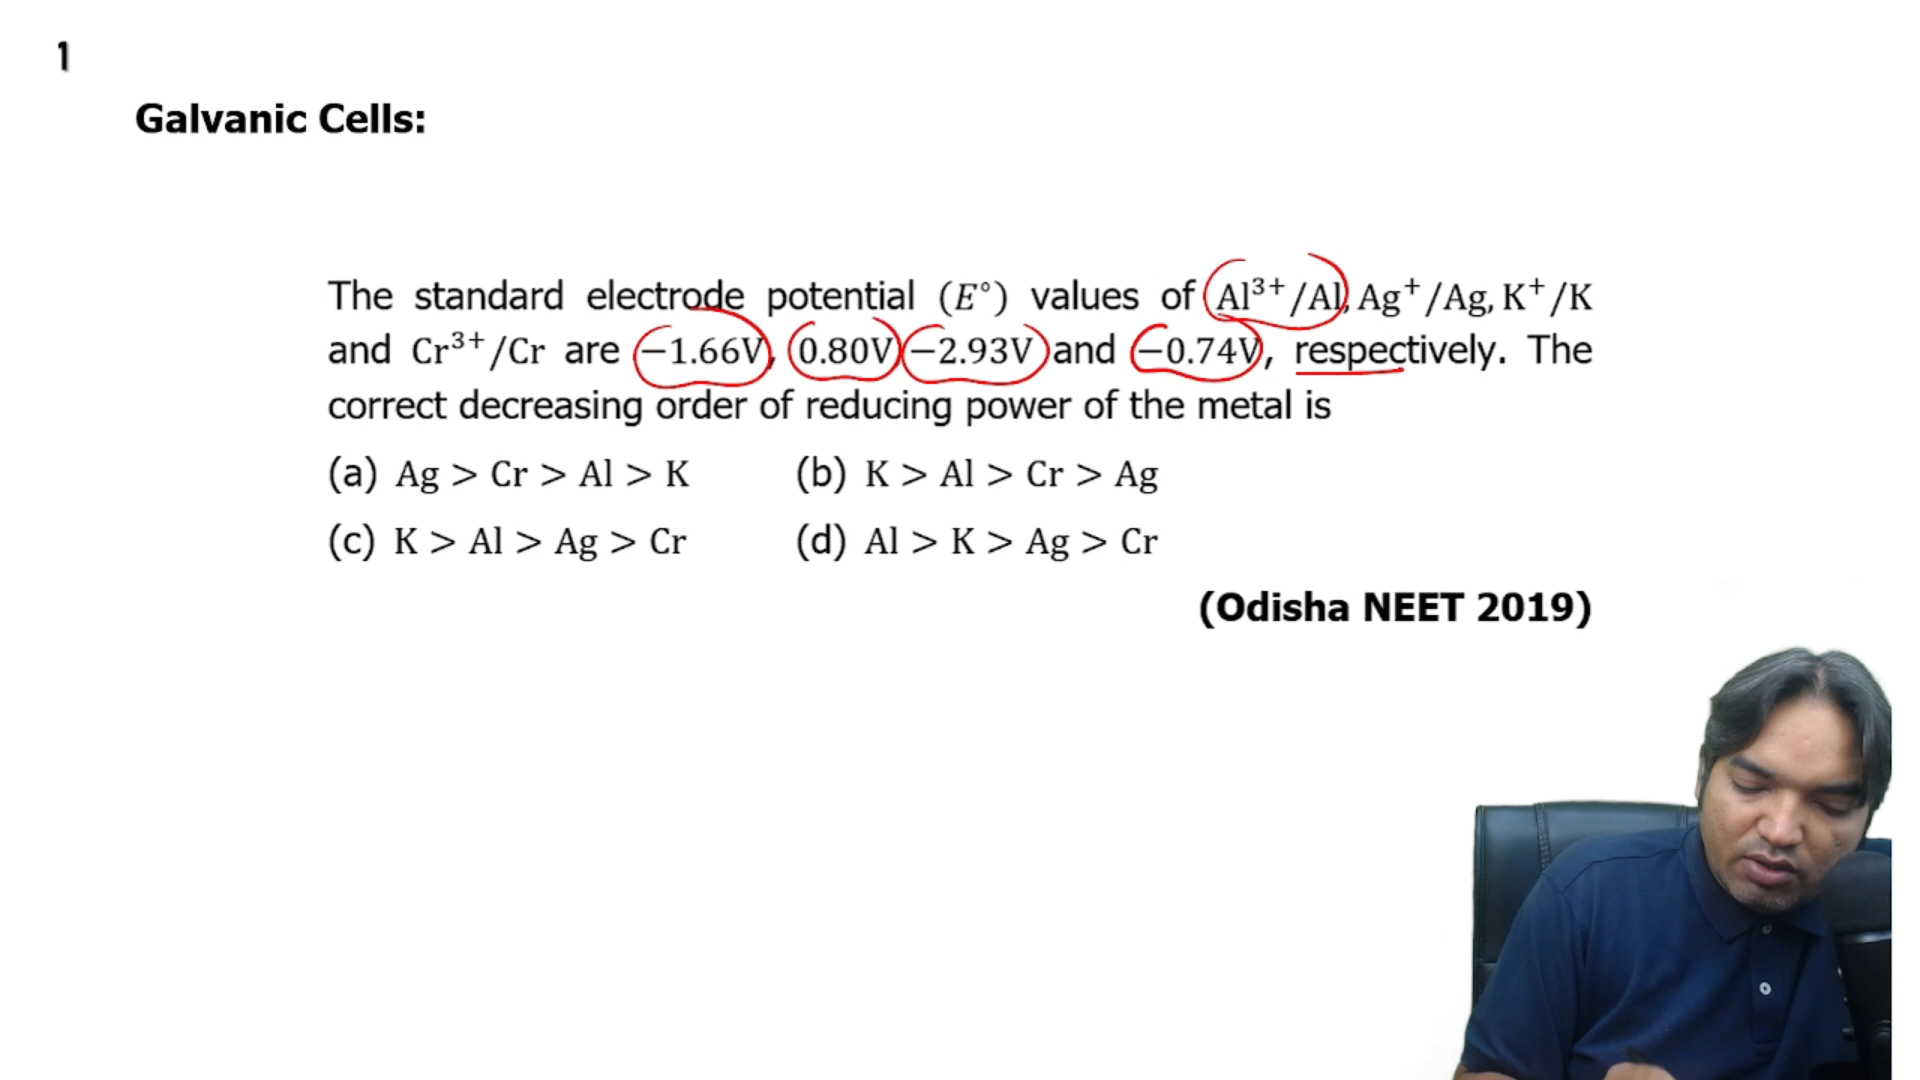 1
Galvanic Cells:
The standard electrode potential (E°) values of Al³⁺/Al, Ag⁺/Ag, K⁺/K
and Cr³⁺/Cr are −1.66V, 0.80V −2.93V and −0.74V, respectively. The
correct decreasing order of reducing power of the metal is
(a) Ag > Cr > Al > K (b) K > Al > Cr > Ag
(c) K > Al > Ag > Cr (d) Al > K > Ag > Cr
(Odisha NEET 2019)